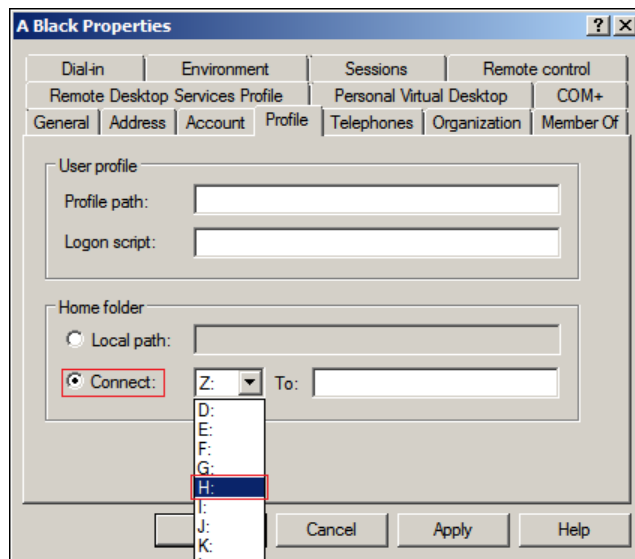 A Black Properties
Dial-in Environment Sessions Remote control
Remote Desktop Services Profile Personal Virtual Desktop COM+
General Address Account Profile Telephones Organization Member Of
User profile
Profile path:
Logon script:
Home folder
Local path:
Connect: Z: To:
D:
E:
F:
G:
H:
I:
J:
K:
Cancel Apply Help